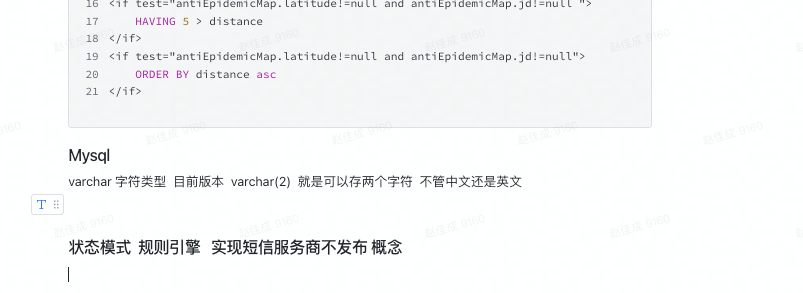 16 <if test="antiEpidemicMap.latitude!=null and antiEpidemicMap.jd!=null ">
17 HAVING 5 > distance
18 </if>
19 <if test="antiEpidemicMap.latitude!=null and antiEpidemicMap.jd!=null">
20 ORDER BY distance asc
21 </if>
Mysql
varchar 字符类型 目前版本 varchar(2) 就是可以存两个字符 不管中文还是英文
T
状态模式 规则引擎 实现短信服务商不发布 概念
赵佳成 9160